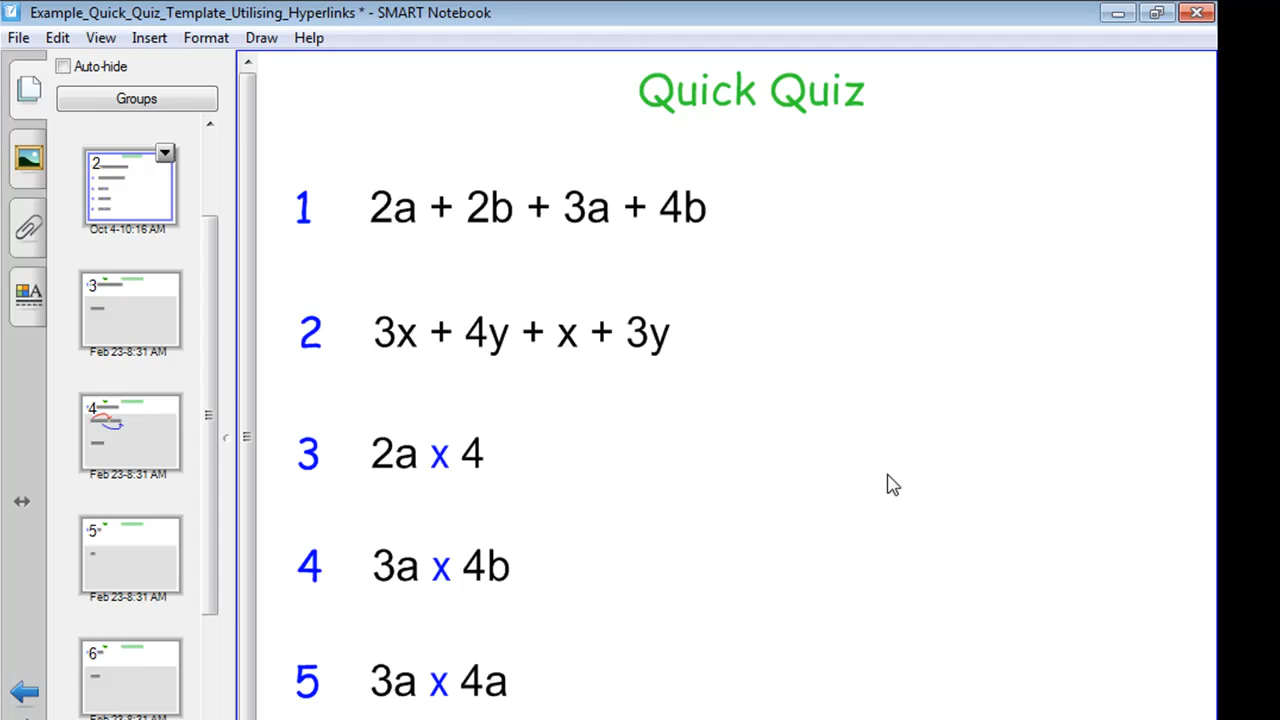 Example_Quick_Quiz_Template_Utilising_Hyperlinks * - SMART Notebook
File Edit View Insert Format Draw Help
Auto-hide
Groups
2
Oct 4-10:16 AM
3
Feb 23-8:31 AM
4
Feb 23-8:31 AM
5
Feb 23-8:31 AM
6
Quick Quiz
1 2a + 2b + 3a + 4b
2 3x + 4y + x + 3y
3 2a x 4
4 3a x 4b
5 3a x 4a